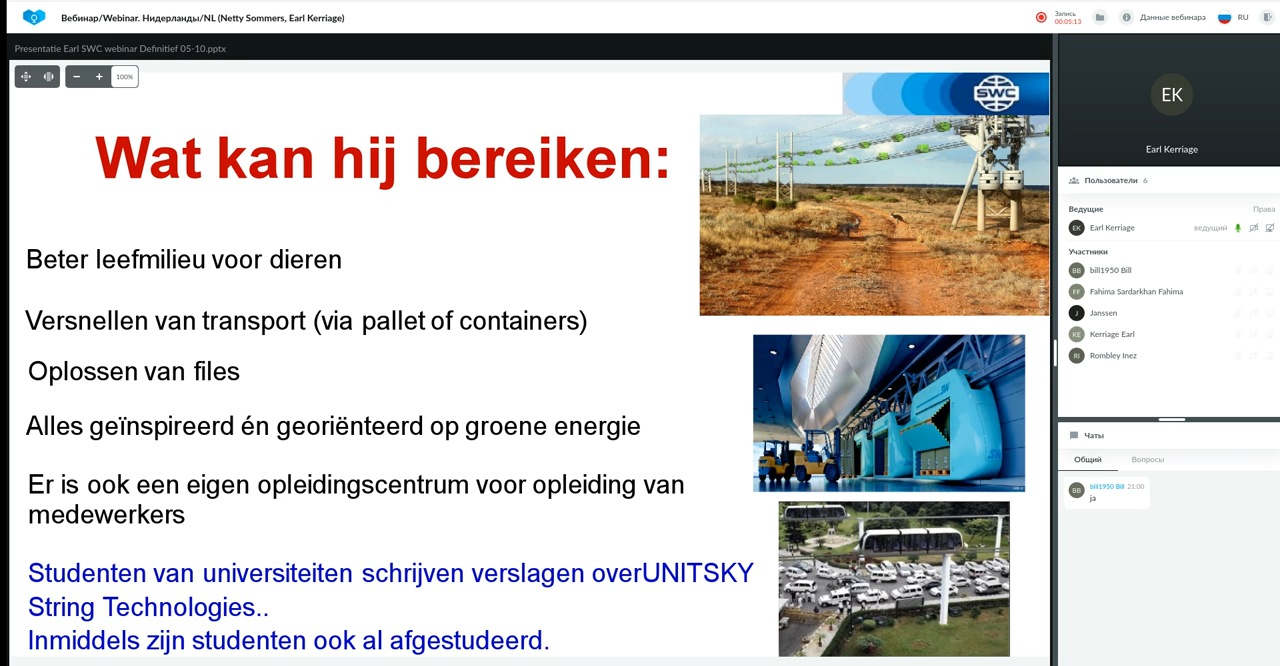 Вебинар/Webinar. Нидерланды/NL (Netty Sommers, Earl Kerriage)
Запись
00:05:13
Данные вебинара
RU
Presentatie Earl SWC webinar Definitief 05-10.pptx
100%
SWC
Wat kan hij bereiken:
Beter leefmilieu voor dieren
Versnellen van transport (via pallet of containers)
Oplossen van files
Alles geïnspireerd én georiënteerd op groene energie
Er is ook een eigen opleidingscentrum voor opleiding van
medewerkers
Studenten van universiteiten schrijven verslagen overUNITSKY
String Technologies..
Inmiddels zijn studenten ook al afgestudeerd.
EK
Earl Kerriage
Пользователи 6
Ведущие Права
EK Earl Kerriage ведущий
Участники
BB bill1950 Bill
FF Fahima Sardarkhan Fahima
J Janssen
KE Kerriage Earl
RI Rombley Inez
Чаты
Общий Вопросы
BB bill1950 Bill 21:00
ja